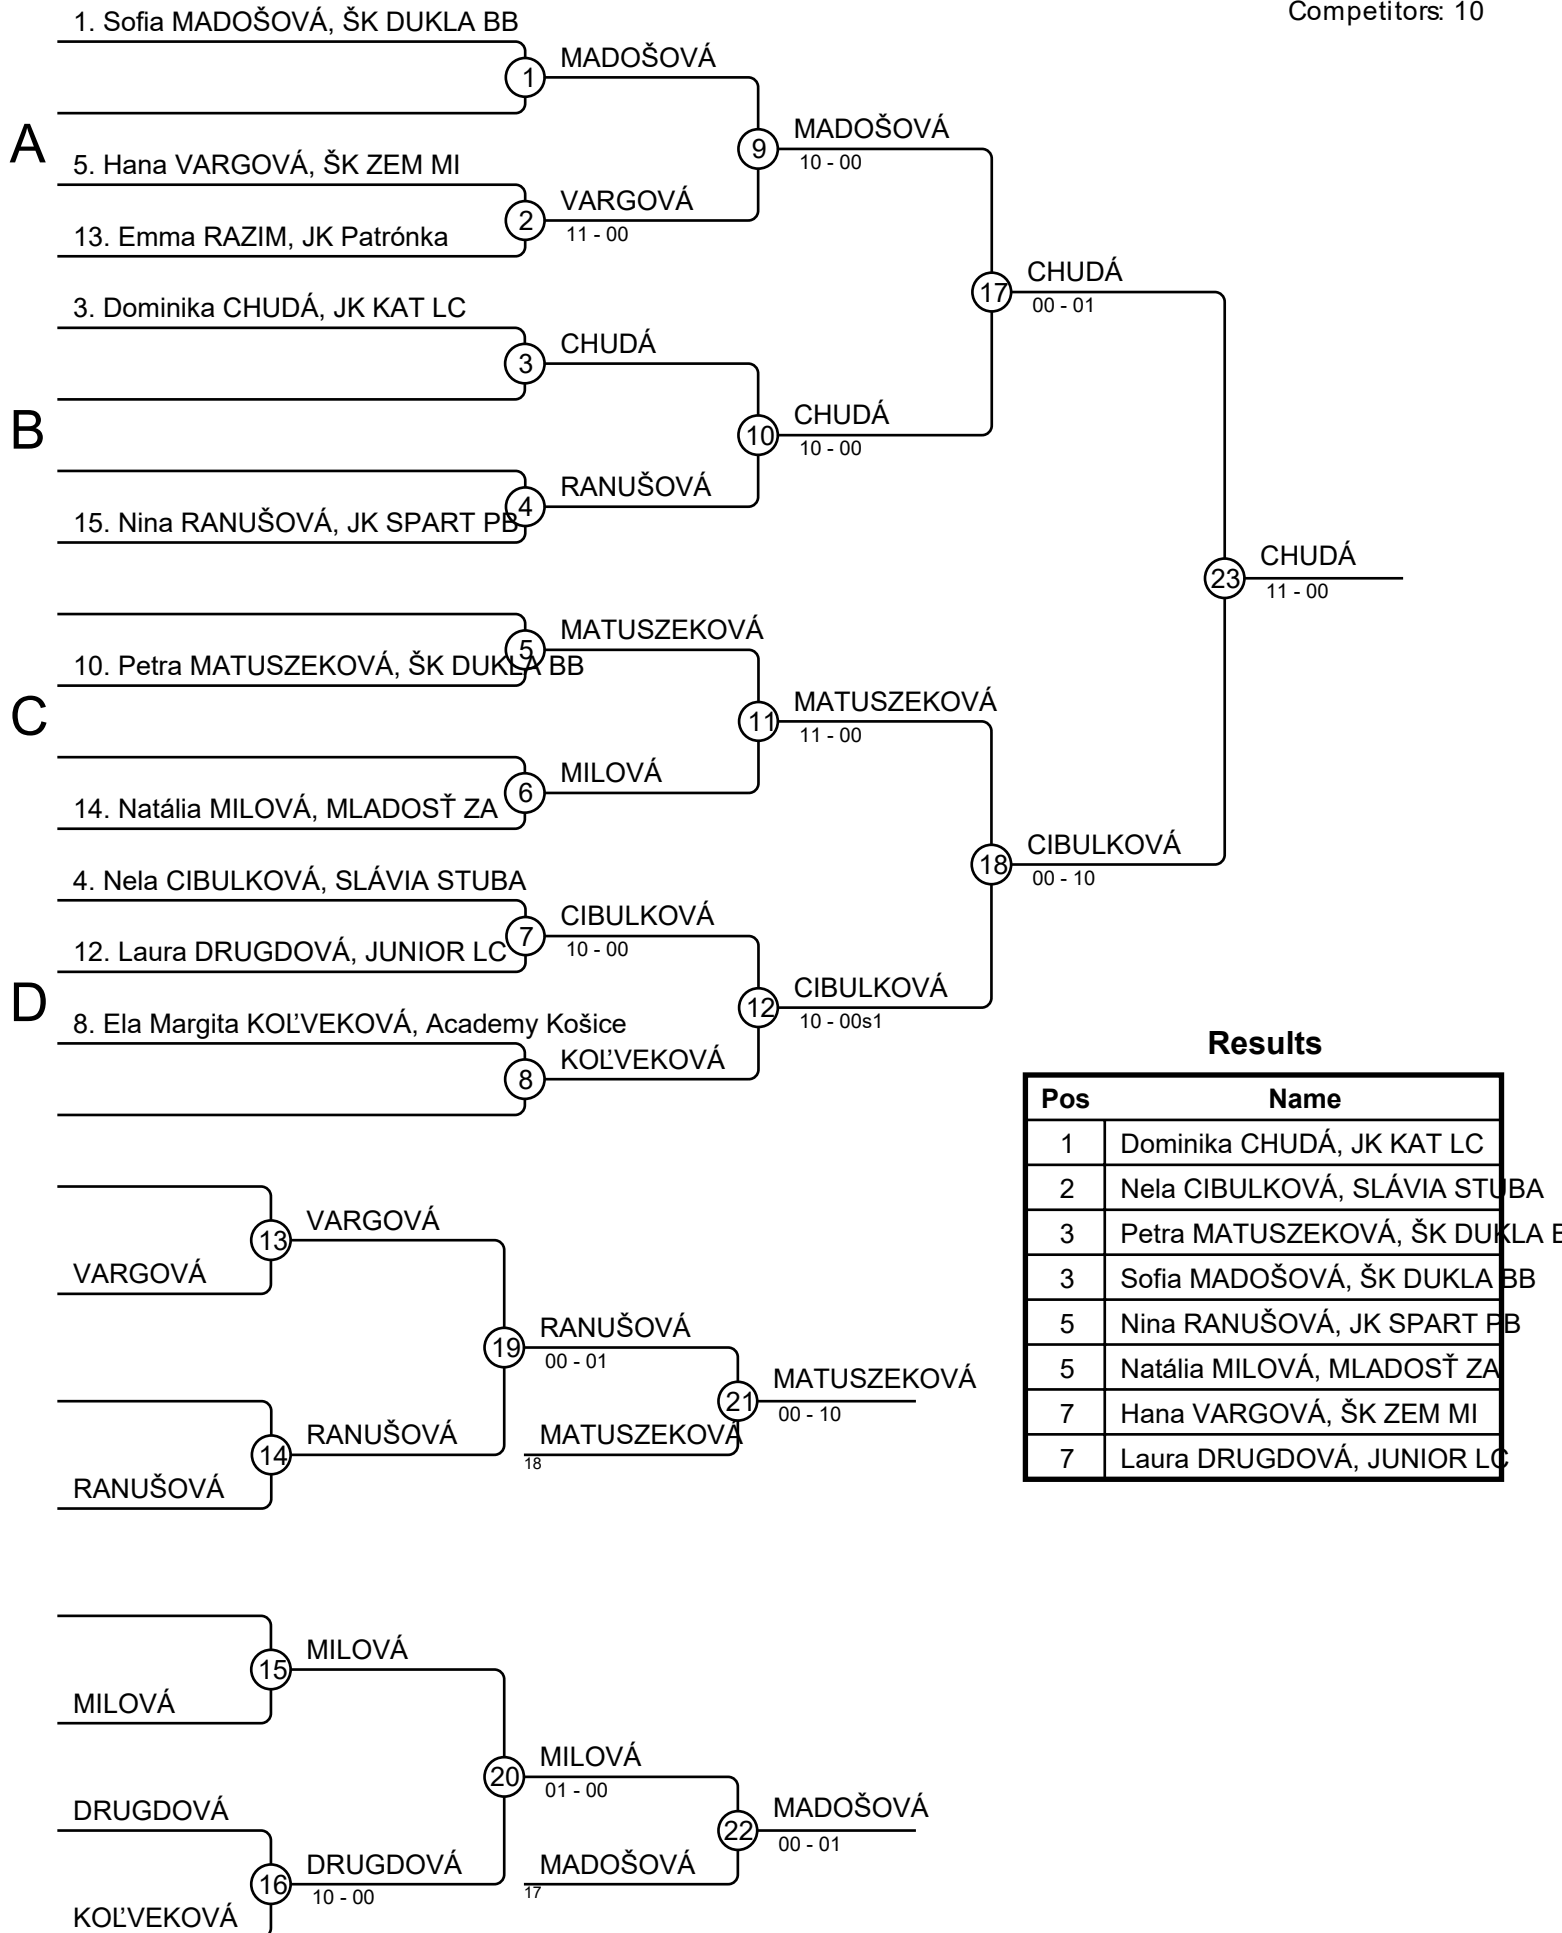 Competitors: 10
1. Sofia MADOŠOVÁ, ŠK DUKLA BB
1
MADOŠOVÁ
A
5. Hana VARGOVÁ, ŠK ZEM MI
9
MADOŠOVÁ
10 - 00
2
VARGOVÁ
11 - 00
13. Emma RAZIM, JK Patrónka
3. Dominika CHUDÁ, JK KAT LC
17
CHUDÁ
00 - 01
3
CHUDÁ
B
10
CHUDÁ
10 - 00
4
RANUŠOVÁ
15. Nina RANUŠOVÁ, JK SPART PB
23
CHUDÁ
11 - 00
5
MATUSZEKOVÁ
10. Petra MATUSZEKOVÁ, ŠK DUKLA BB
C
11
MATUSZEKOVÁ
11 - 00
6
MILOVÁ
14. Natália MILOVÁ, MLADOSŤ ZA
18
CIBULKOVÁ
00 - 10
4. Nela CIBULKOVÁ, SLÁVIA STUBA
7
CIBULKOVÁ
10 - 00
12. Laura DRUGDOVÁ, JUNIOR LC
D
12
CIBULKOVÁ
10 - 00s1
8. Ela Margita KOĽVEKOVÁ, Academy Košice
8
KOĽVEKOVÁ
Results
Pos Name
1 Dominika CHUDÁ, JK KAT LC
2 Nela CIBULKOVÁ, SLÁVIA STUBA
3 Petra MATUSZEKOVÁ, ŠK DUKLA
3 Sofia MADOŠOVÁ, ŠK DUKLA BB
5 Nina RANUŠOVÁ, JK SPART PB
5 Natália MILOVÁ, MLADOSŤ ZA
7 Hana VARGOVÁ, ŠK ZEM MI
7 Laura DRUGDOVÁ, JUNIOR LC
13
VARGOVÁ
VARGOVÁ
19
RANUŠOVÁ
00 - 01
21
MATUSZEKOVÁ
00 - 10
14
RANUŠOVÁ
MATUSZEKOVÁ
18
RANUŠOVÁ
15
MILOVÁ
MILOVÁ
20
MILOVÁ
01 - 00
DRUGDOVÁ
22
MADOŠOVÁ
00 - 01
16
DRUGDOVÁ
10 - 00
MADOŠOVÁ
17
KOĽVEKOVÁ